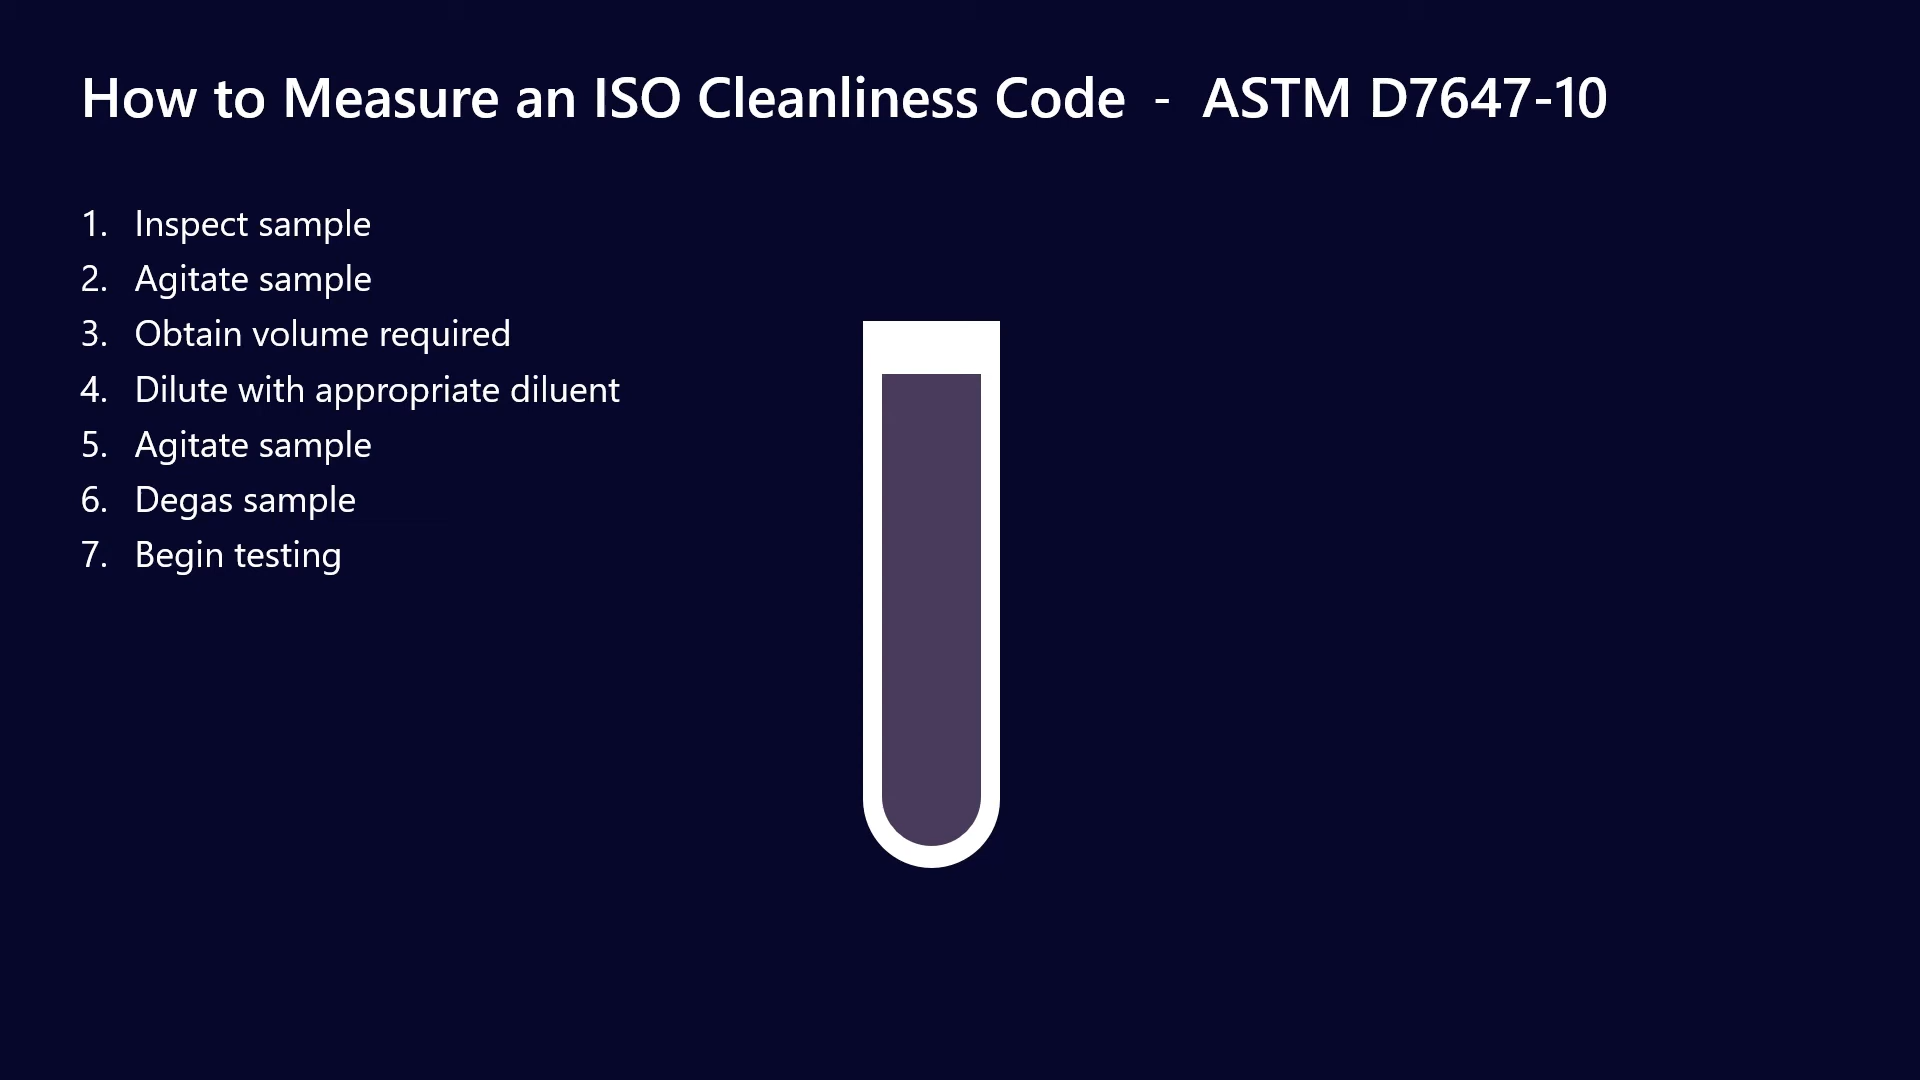 How to Measure an ISO Cleanliness Code - ASTM D7647-10
1. Inspect sample
2. Agitate sample
3. Obtain volume required
4. Dilute with appropriate diluent
5. Agitate sample
6. Degas sample
7. Begin testing